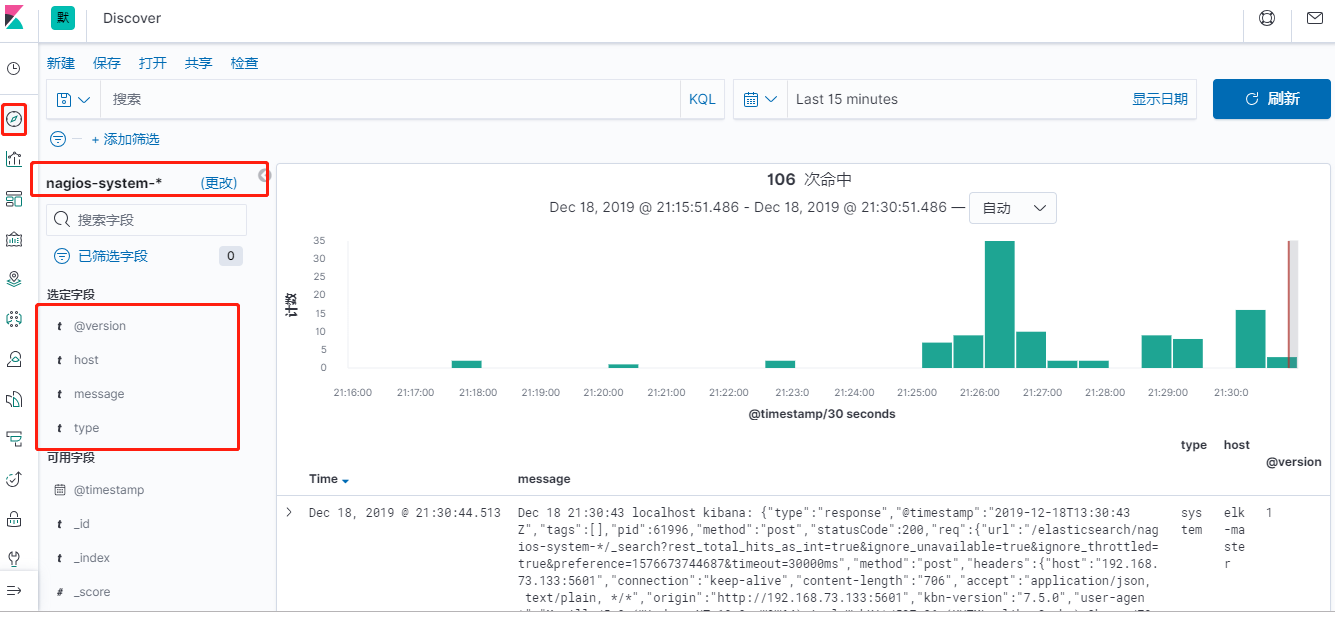 默
Discover
新建 保存 打开 共享 检查
搜索
KQL
Last 15 minutes
显示日期
刷新
+ 添加筛选
nagios-system-* (更改)
搜索字段
已筛选字段 0
选定字段
t @version
t host
t message
t type
可用字段
@timestamp
t _id
t _index
# _score
106 次命中
Dec 18, 2019 @ 21:15:51.486 - Dec 18, 2019 @ 21:30:51.486 —
自动
计数
35
30
25
20
15
10
5
0
21:16:00 21:17:00 21:18:00 21:19:00 21:20:00 21:21:00 21:22:00 21:23:0 21:24:00 21:25:00 21:26:00 21:27:00 21:28:00 21:29:00 21:30:0
@timestamp/30 seconds
Time message type host @version
Dec 18, 2019 @ 21:30:44.513
Dec 18 21:30:43 localhost kibana: {"type":"response","@timestamp":"2019-12-18T13:30:43
Z","tags":[],"pid":61996,"method":"post","statusCode":200,"req":{"url":"/elasticsearch/na
gios-system-*/_search?rest_total_hits_as_int=true&ignore_unavailable=true&ignore_throttled=
true&preference=1576673744687&timeout=30000ms","method":"post","headers":{"host":"192.168.
73.133:5601","connection":"keep-alive","content-length":"706","accept":"application/json,
text/plain, */*","origin":"http://192.168.73.133:5601","kbn-version":"7.5.0","user-agen
sy
stem
elk
-ma
ste
r
1